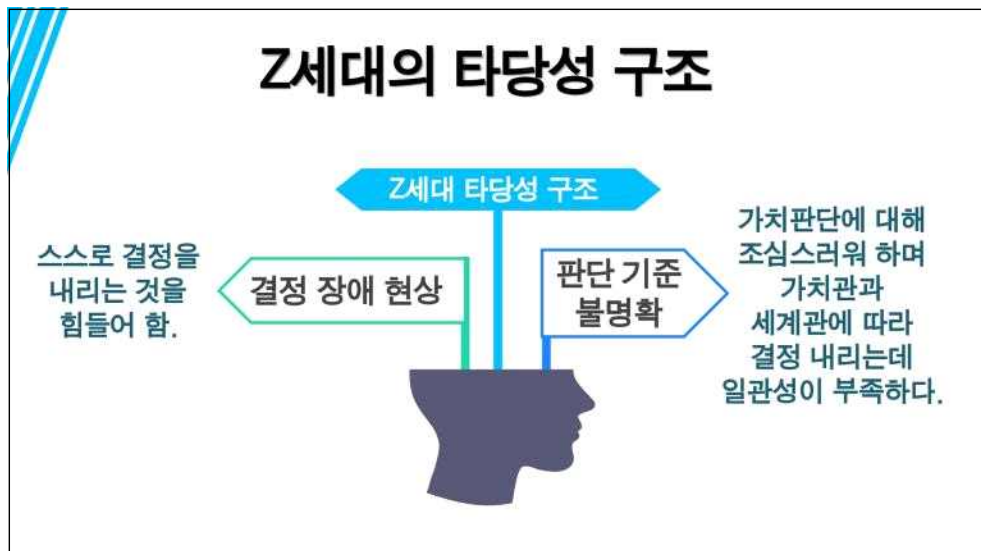 Z세대의 타당성 구조
Z세대 타당성 구조
스스로 결정을
내리는 것을
힘들어 함.
결정 장애 현상
판단 기준
불명확
가치판단에 대해
조심스러워 하며
가치관과
세계관에 따라
결정 내리는데
일관성이 부족하다.